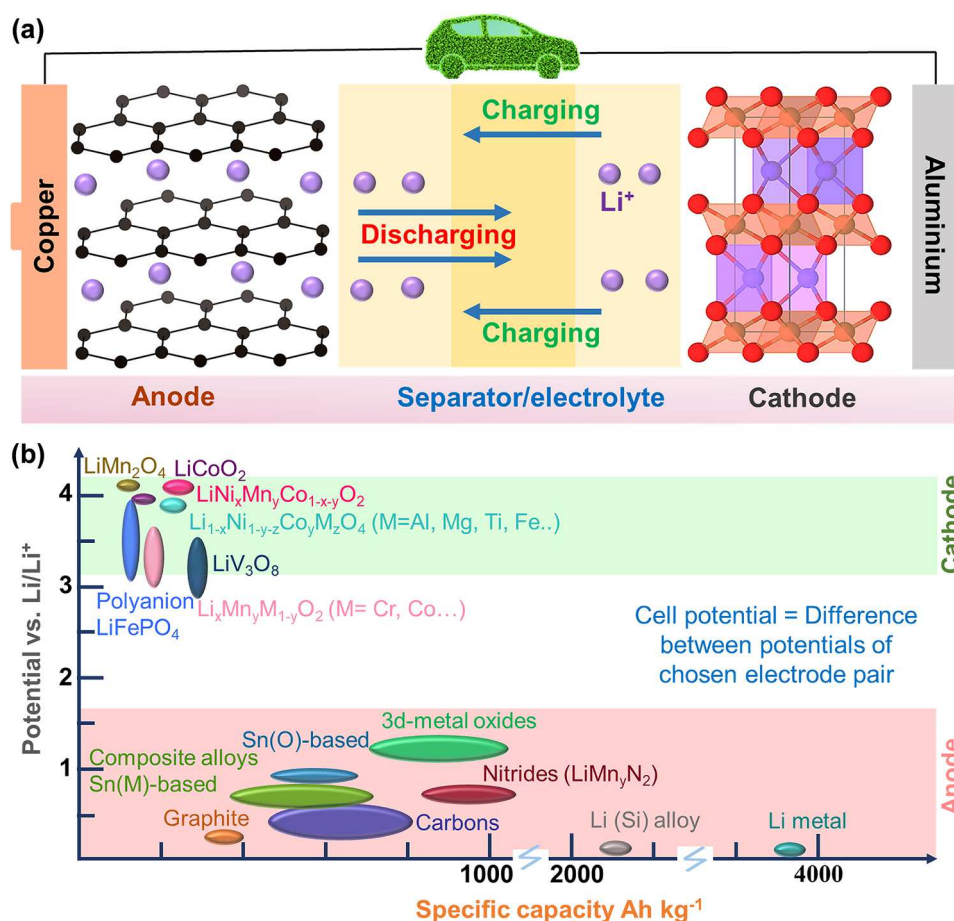 (a)
Charging
Copper
Li⁺
Discharging
Aluminium
Charging
Anode
Separator/electrolyte
Cathode
(b)
LiMn₂O₄
LiCoO₂
LiNiₓMnᵧCo₁₋ₓ₋ᵧO₂
Li₁₋ₓNi₁₋ᵧ₋zCoᵧMzO₄ (M=Al, Mg, Ti, Fe..)
LiV₃O₈
Polyanion
LiFePO₄
LiₓMnᵧM₁₋ᵧO₂ (M= Cr, Co…)
Cathode
Cell potential = Difference
between potentials of
chosen electrode pair
Potential vs. Li/Li⁺
4
3
2
1
3d-metal oxides
Sn(O)-based
Composite alloys
Sn(M)-based
Nitrides (LiMnᵧN₂)
Graphite
Carbons
Li (Si) alloy
Li metal
Anode
1000
2000
4000
Specific capacity Ah kg⁻¹